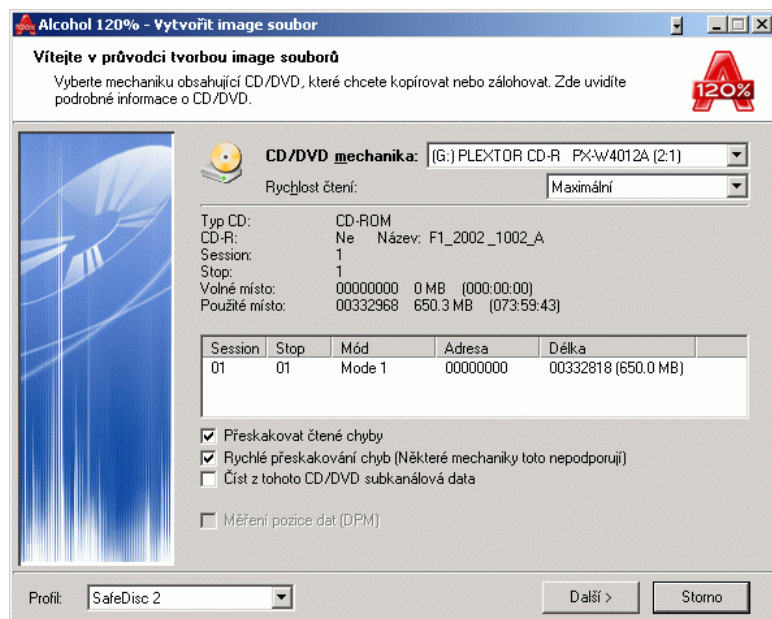 Alcohol 120% - Vytvořit image soubor
Vítejte v průvodci tvorbou image souborů
Vyberte mechaniku obsahující CD/DVD, které chcete kopírovat nebo zálohovat. Zde uvidíte
podrobné informace o CD/DVD.
120%
CD/DVD mechanika: (G:) PLEXTOR CD-R PX-W4012A (2:1)
Rychlost čtení: Maximální
Typ CD: CD-ROM
CD-R: Ne Název: F1_2002_1002_A
Session: 1
Stop: 1
Volné místo: 00000000 0 MB (000:00:00)
Použité místo: 00332968 650.3 MB (073:59:43)
Session Stop Mód Adresa Délka
01 01 Mode 1 00000000 00332818 (650.0 MB)
Přeskakovat čtené chyby
Rychlé přeskakování chyb (Některé mechaniky toto nepodporují)
Číst z tohoto CD/DVD subkanálová data
Měření pozice dat (DPM)
Profil: SafeDisc 2 Další > Storno